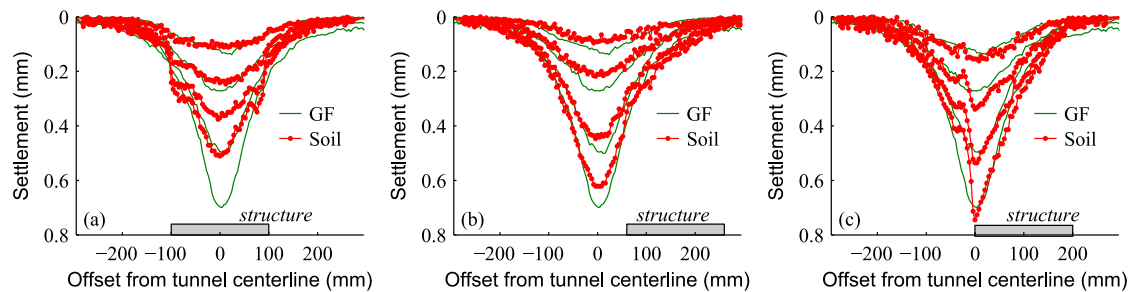 0
0.2
0.4
0.6
0.8
Settlement (mm)
GF
Soil
(a)
structure
−200 −100 0 100 200
Offset from tunnel centerline (mm)
0
0.2
0.4
0.6
0.8
Settlement (mm)
GF
Soil
(b)
structure
−200 −100 0 100 200
Offset from tunnel centerline (mm)
0
0.2
0.4
0.6
0.8
Settlement (mm)
GF
Soil
(c)
structure
−200 −100 0 100 200
Offset from tunnel centerline (mm)